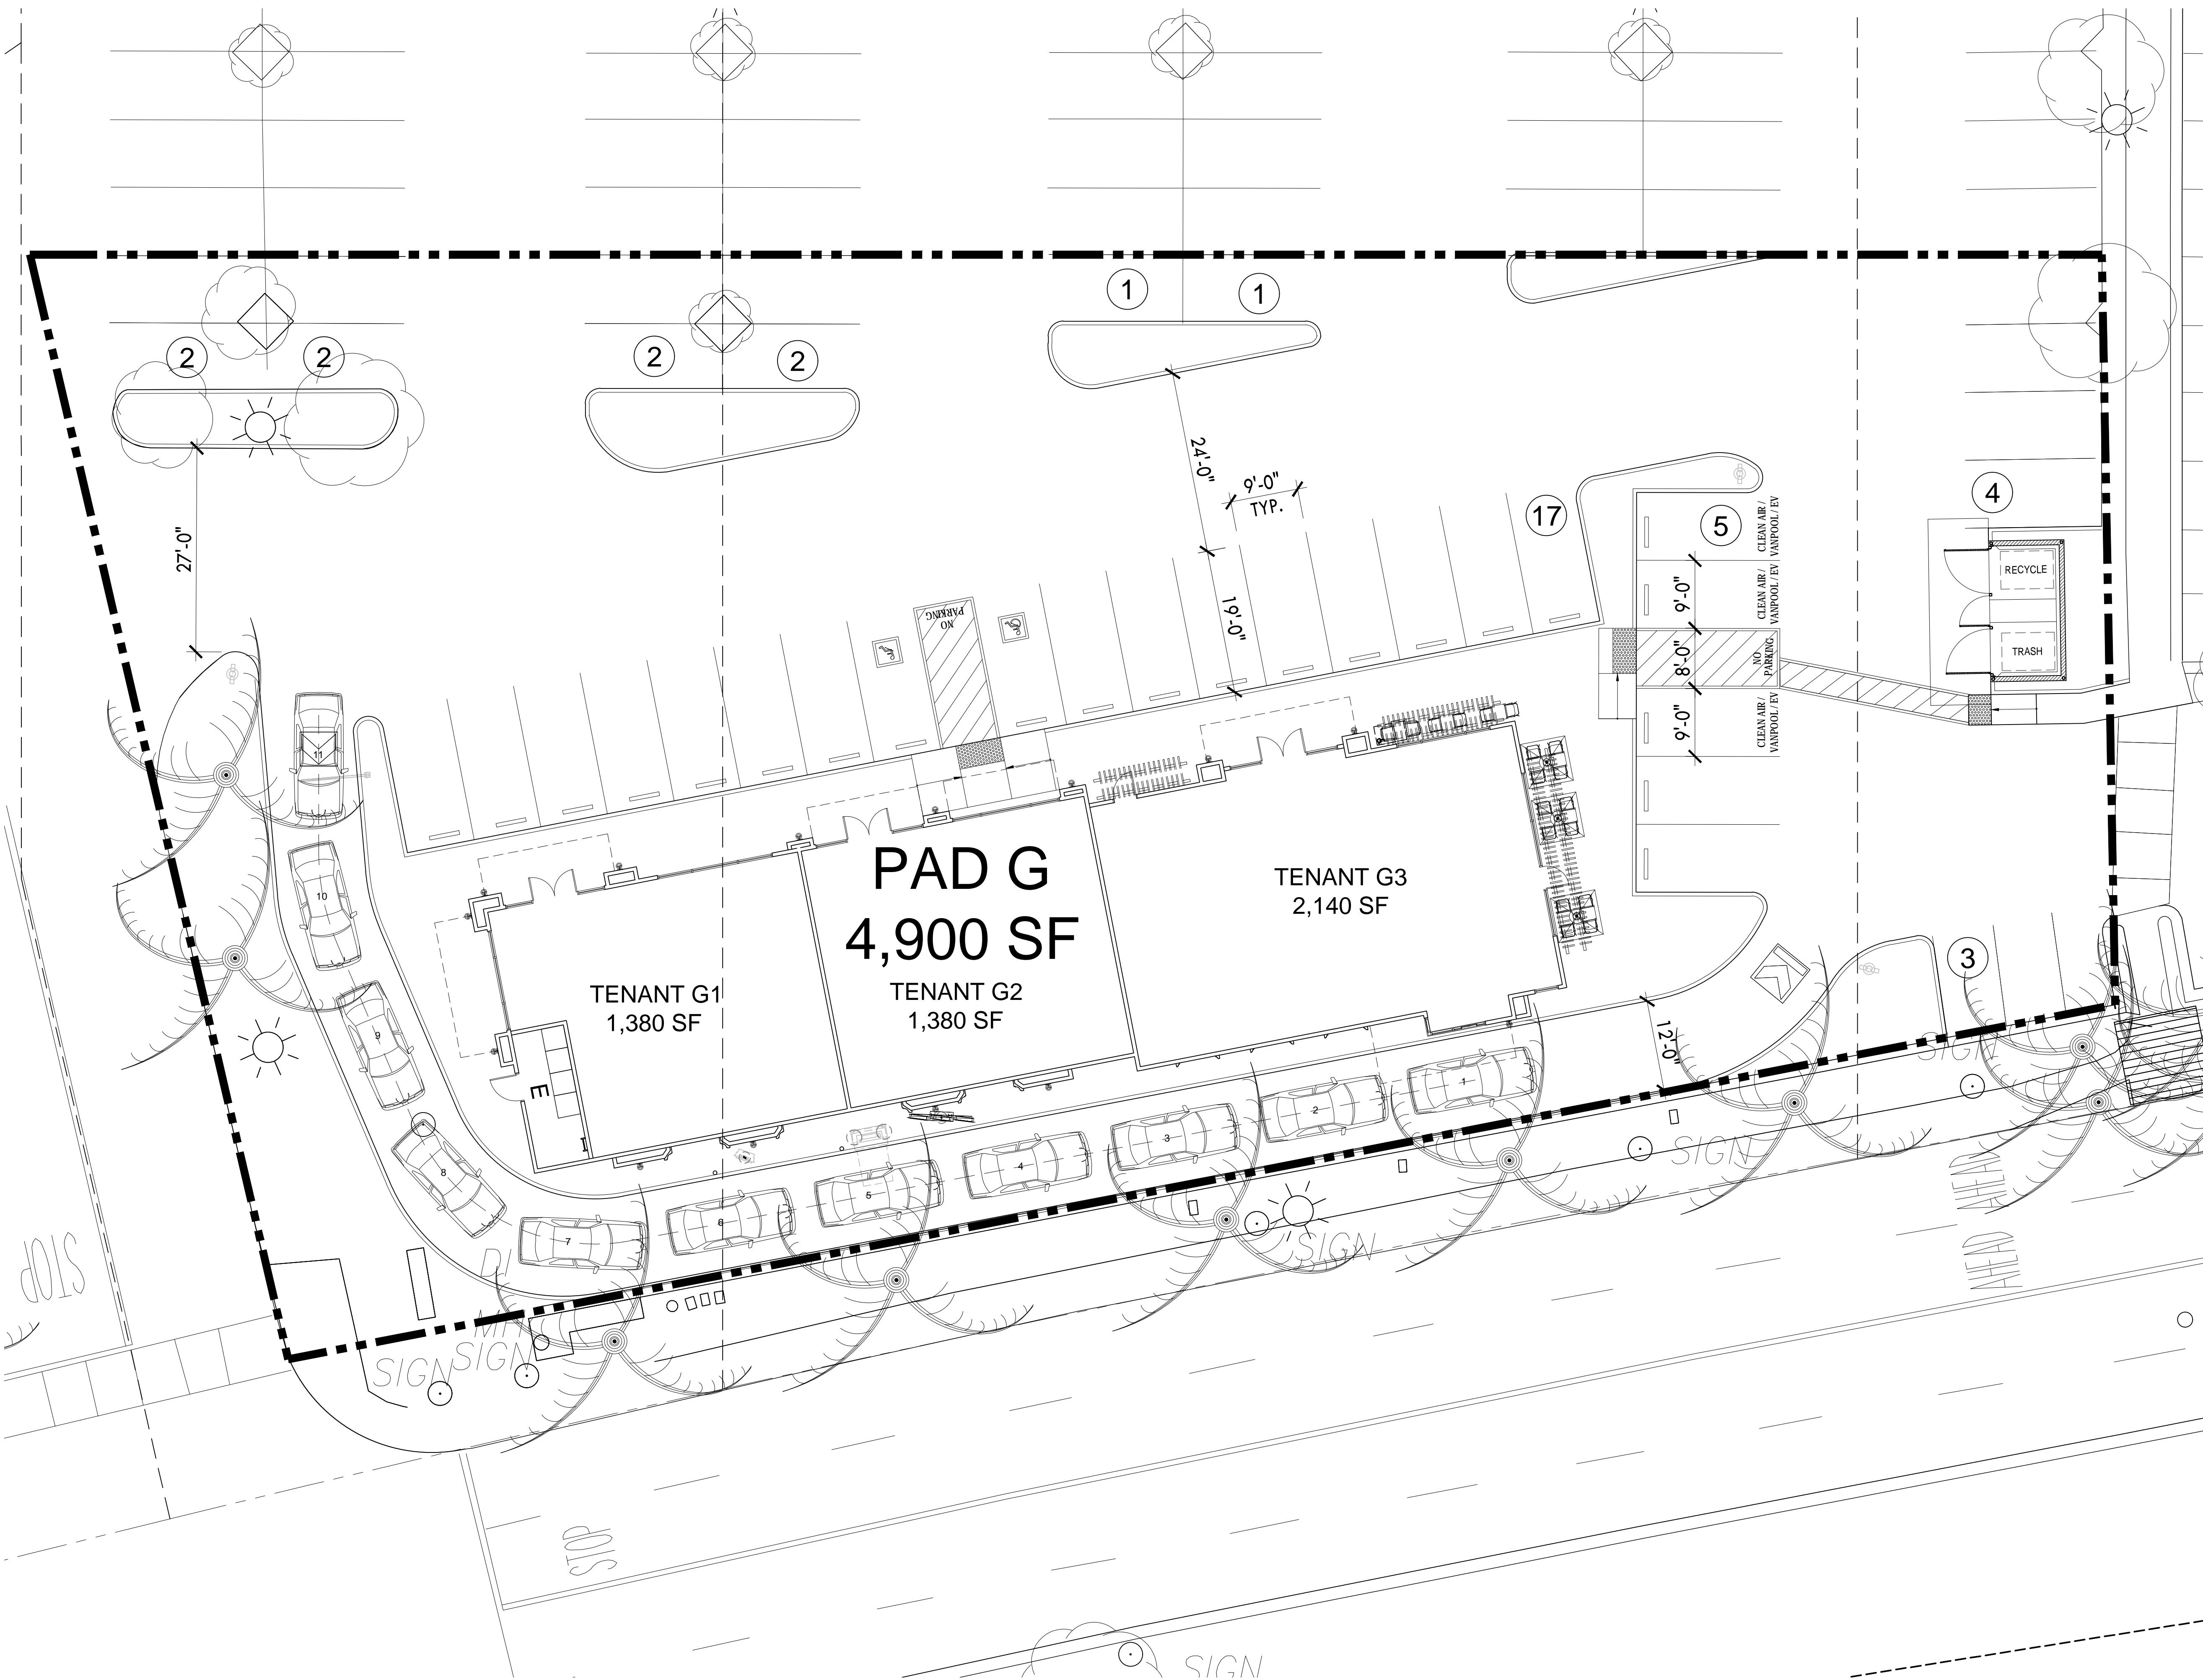 1
1
2
2
2
2
24'-0"
9'-0"
TYP.
17
5
4
CLEAN AIR /
VANPOOL / EV
27'-0"
RECYCLE
CLEAN AIR /
VANPOOL / EV
9'-0"
19'-0"
NO
PARKING
TRASH
8'-0"
NO
PARKING
9'-0"
CLEAN AIR /
VANPOOL / EV
11
PAD G
4,900 SF
TENANT G3
2,140 SF
10
TENANT G1
1,380 SF
TENANT G2
1,380 SF
3
9
12'-0"
SIGN
E
1
2
3
4
5
6
7
8
SIGN
SIGN
STOP
DI
MH
SIGN
SIGN
STOP
SIGN